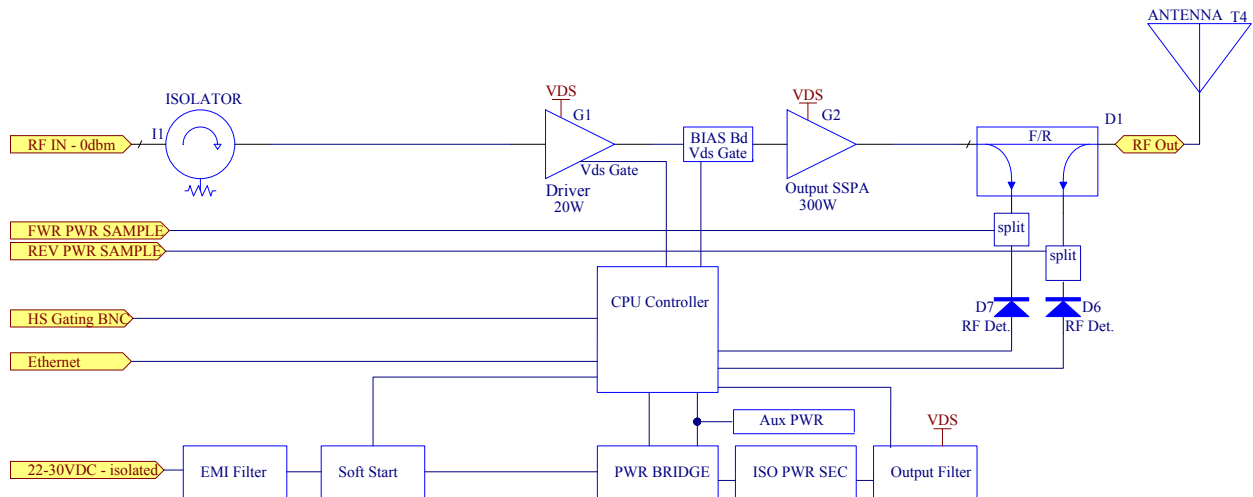 ANTENNA T4
ISOLATOR
VDS
VDS
G1
G2
D1
I1
RF IN - 0dbm
BIAS Bd
Vds Gate
F/R
RF Out
Vds Gate
Driver
20W
Output SSPA
300W
FWR PWR SAMPLE
split
REV PWR SAMPLE
split
CPU Controller
D7
RF Det.
D6
RF Det.
HS Gating BNC
Ethernet
Aux PWR
VDS
22-30VDC - isolated
EMI Filter
Soft Start
PWR BRIDGE
ISO PWR SEC
Output Filter